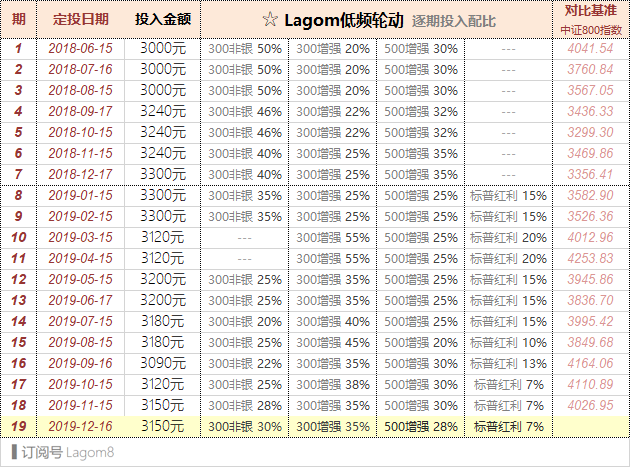 期 定投日期 投入金额 ☆ Lagom低频轮动 逐期投入配比 对比基准
中证800指数
1 2018-06-15 3000元 300非银 50% 300增强 20% 500增强 30% --- 4041.54
2 2018-07-16 3000元 300非银 50% 300增强 20% 500增强 30% --- 3760.84
3 2018-08-15 3000元 300非银 50% 300增强 20% 500增强 30% --- 3567.05
4 2018-09-17 3240元 300非银 46% 300增强 22% 500增强 32% --- 3436.33
5 2018-10-15 3240元 300非银 46% 300增强 22% 500增强 32% --- 3299.30
6 2018-11-15 3240元 300非银 40% 300增强 25% 500增强 35% --- 3469.86
7 2018-12-17 3300元 300非银 40% 300增强 25% 500增强 35% --- 3356.41
8 2019-01-15 3300元 300非银 35% 300增强 25% 500增强 25% 标普红利 15% 3582.90
9 2019-02-15 3300元 300非银 35% 300增强 25% 500增强 25% 标普红利 15% 3526.36
10 2019-03-15 3120元 --- 300增强 55% 500增强 25% 标普红利 20% 4012.96
11 2019-04-15 3120元 --- 300增强 55% 500增强 25% 标普红利 20% 4253.83
12 2019-05-15 3200元 300非银 25% 300增强 35% 500增强 25% 标普红利 15% 3945.86
13 2019-06-17 3200元 300非银 25% 300增强 35% 500增强 25% 标普红利 15% 3836.70
14 2019-07-15 3180元 300非银 20% 300增强 40% 500增强 25% 标普红利 15% 3995.42
15 2019-08-15 3180元 300非银 25% 300增强 45% 500增强 20% 标普红利 10% 3849.68
16 2019-09-16 3090元 300非银 22% 300增强 35% 500增强 30% 标普红利 13% 4164.06
17 2019-10-15 3120元 300非银 25% 300增强 38% 500增强 30% 标普红利 7% 4110.89
18 2019-11-15 3150元 300非银 28% 300增强 35% 500增强 30% 标普红利 7% 4026.95
19 2019-12-16 3150元 300非银 30% 300增强 35% 500增强 28% 标普红利 7%
订阅号 Lagom8